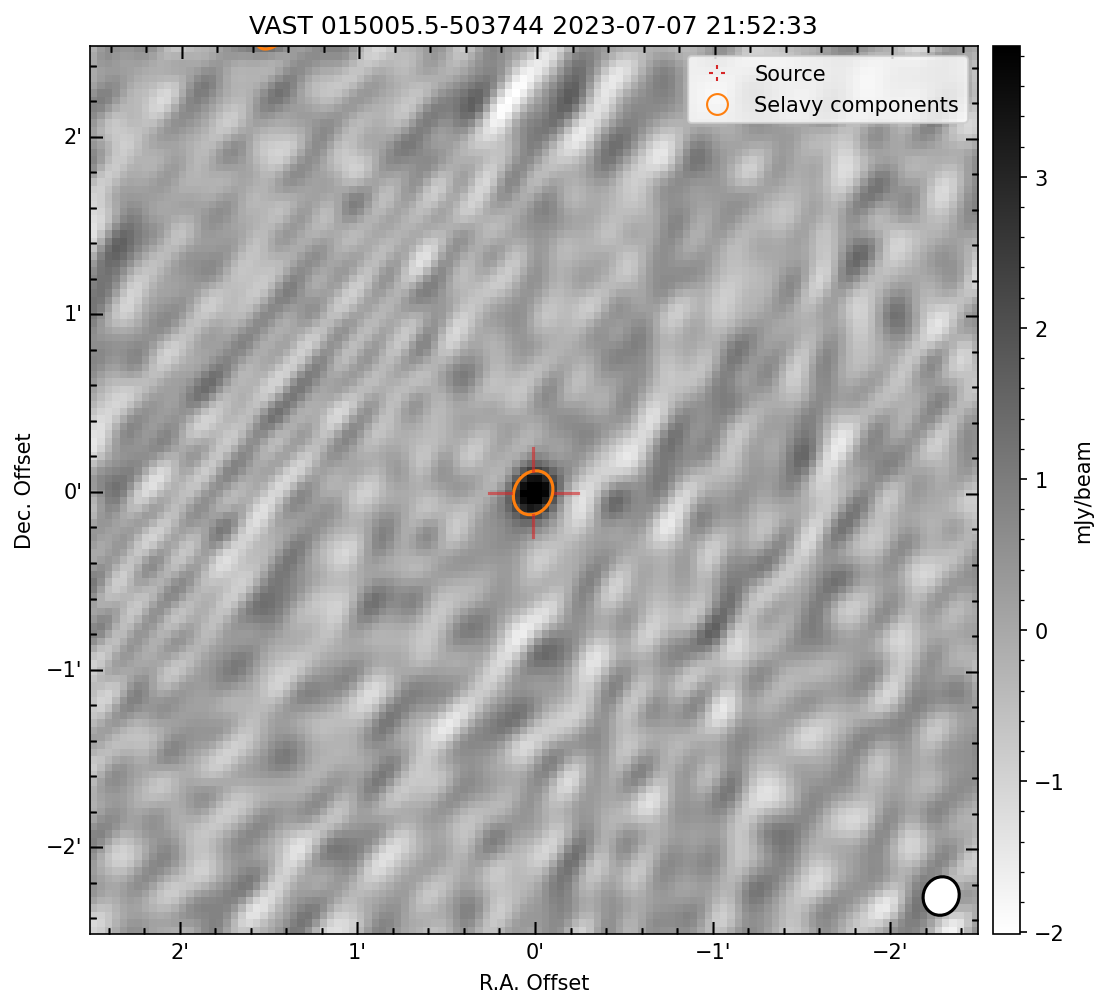 VAST 015005.5-503744 2023-07-07 21:52:33
Source
Selavy components
2'
1'
0'
−1'
−2'
Dec. Offset
2'
1'
0'
−1'
−2'
R.A. Offset
3
2
1
0
−1
−2
mJy/beam